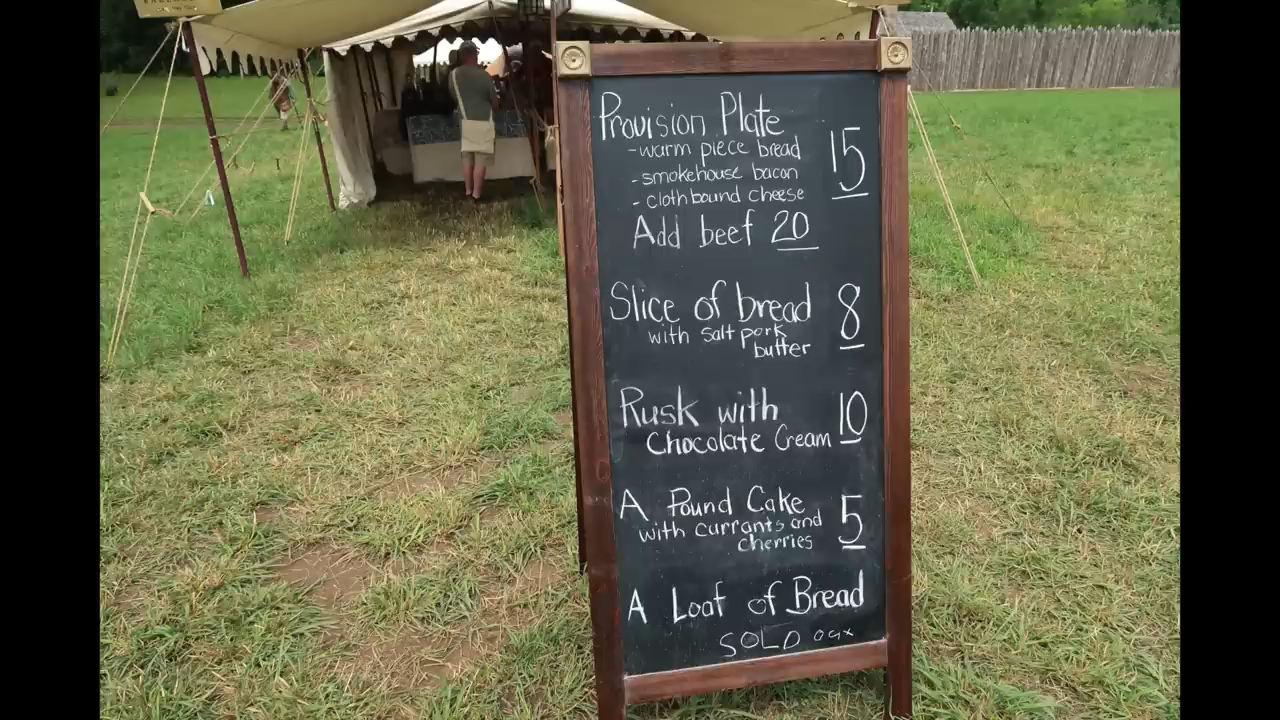 Provision Plate 15
-warm piece bread
-smokehouse bacon
-clothbound cheese
Add beef 20
Slice of bread 8
with salt pork
butter
Rusk with 10
Chocolate Cream
A Pound Cake 5
with currants and
cherries
A Loaf of Bread
SOLD out